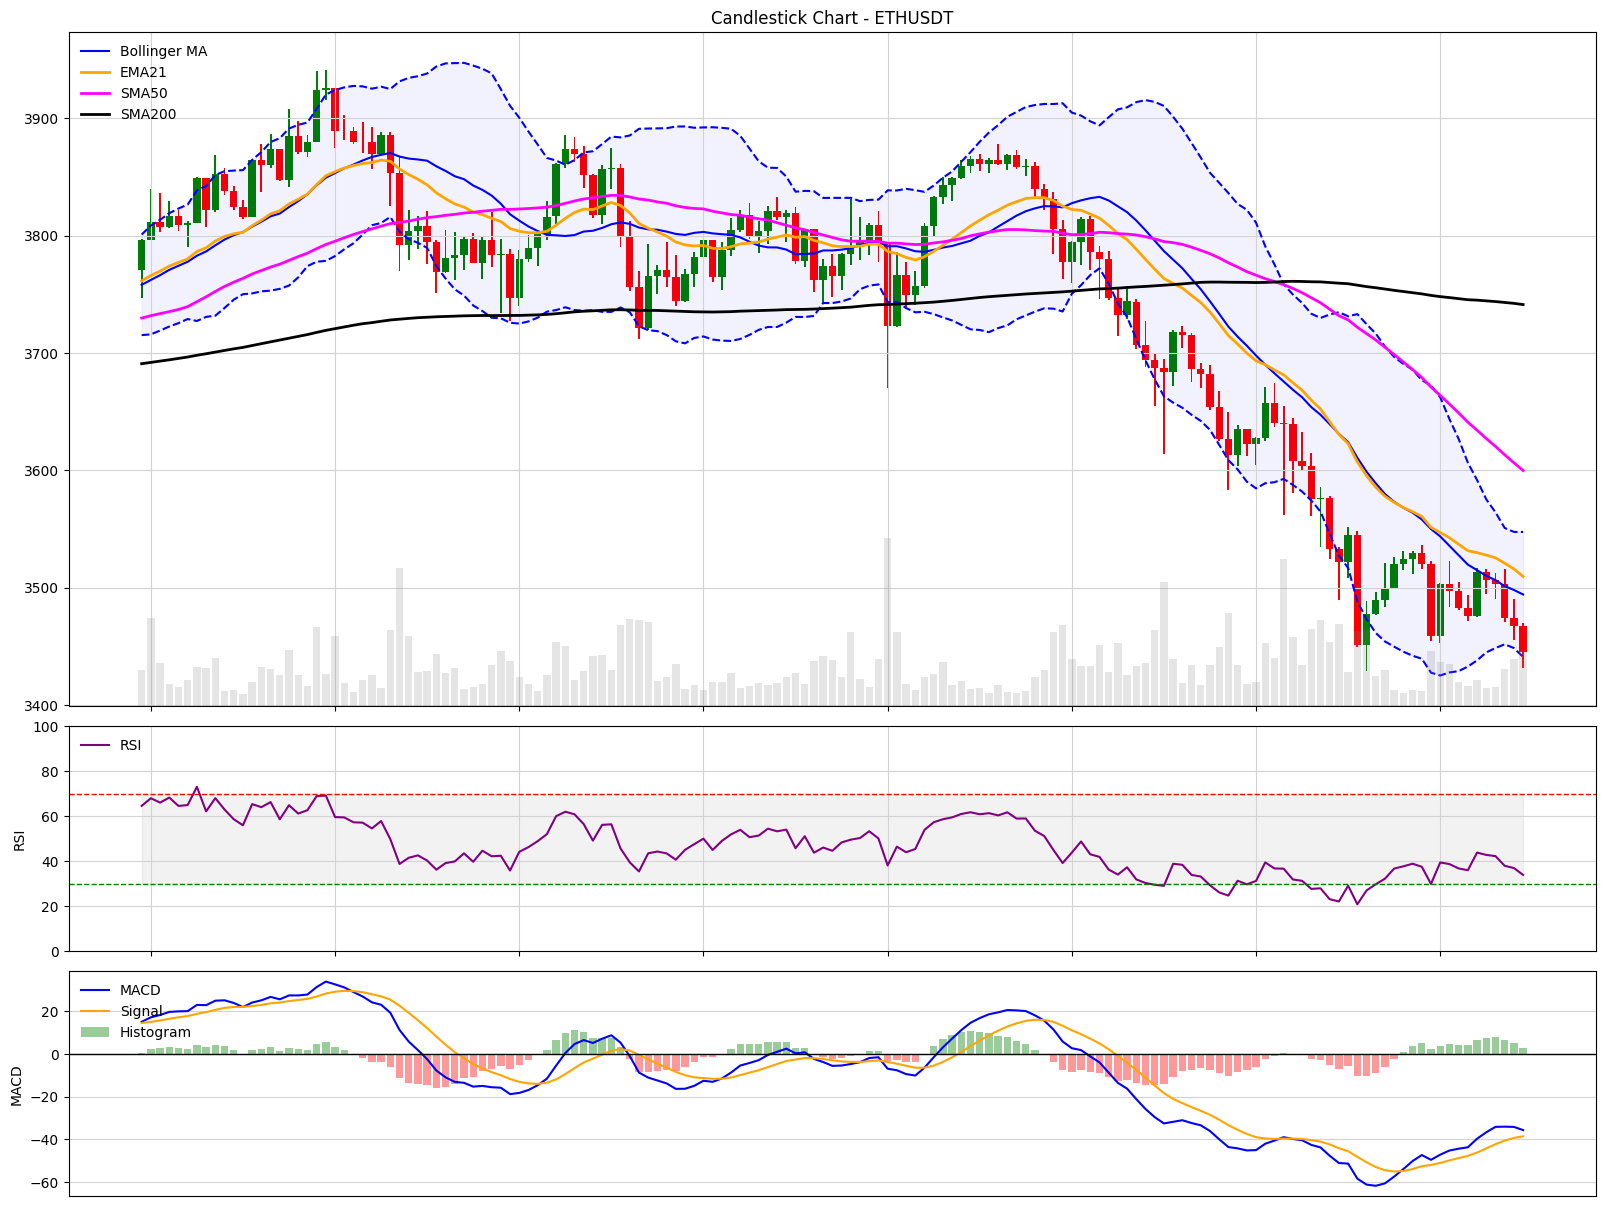 Candlestick Chart - ETHUSDT
Bollinger MA
EMA21
SMA50
SMA200
3900
3800
3700
3600
3500
3400
100
80
60
40
20
0
RSI
RSI
20
0
−20
−40
−60
MACD
MACD
Signal
Histogram